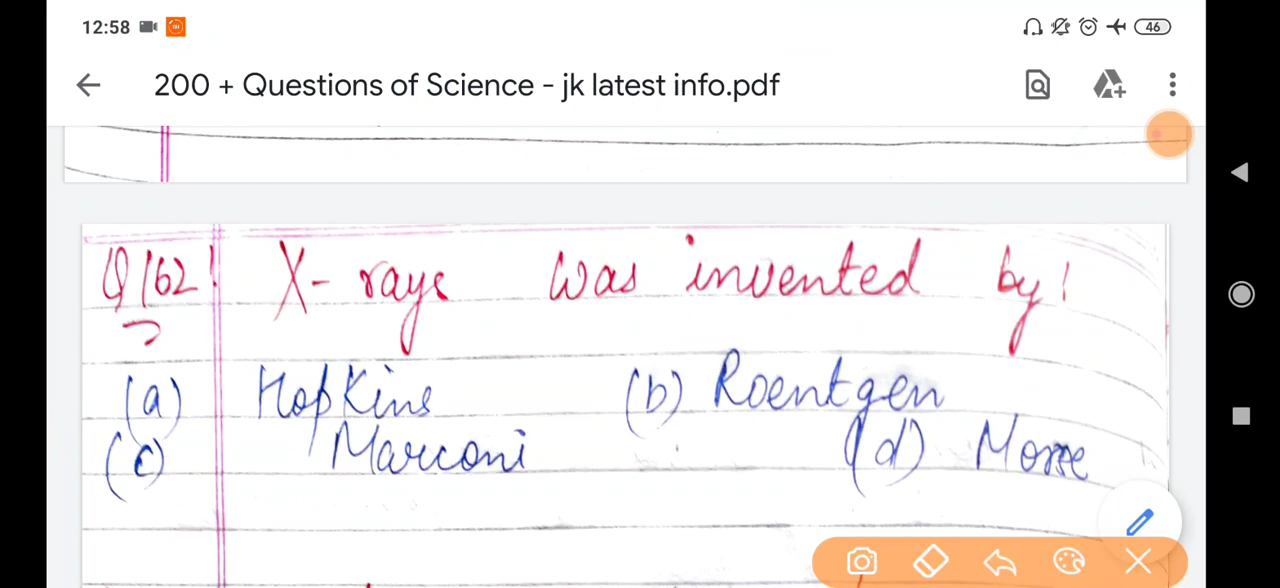 12:58
46
200 + Questions of Science - jk latest info.pdf
Q162! X-rays was invented by!
(a) Hopkins (b) Roentgen
(c) Marconi (d) Morse